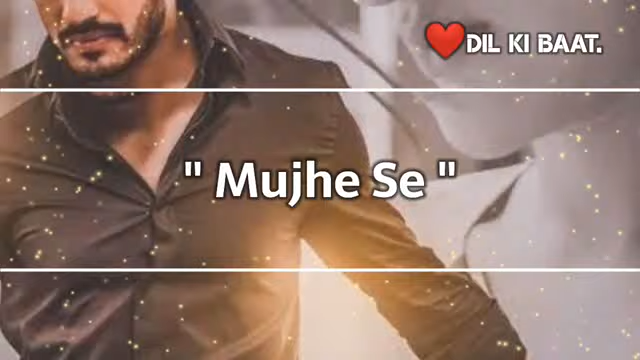 ❤️DIL KI BAAT.
" Mujhe Se "